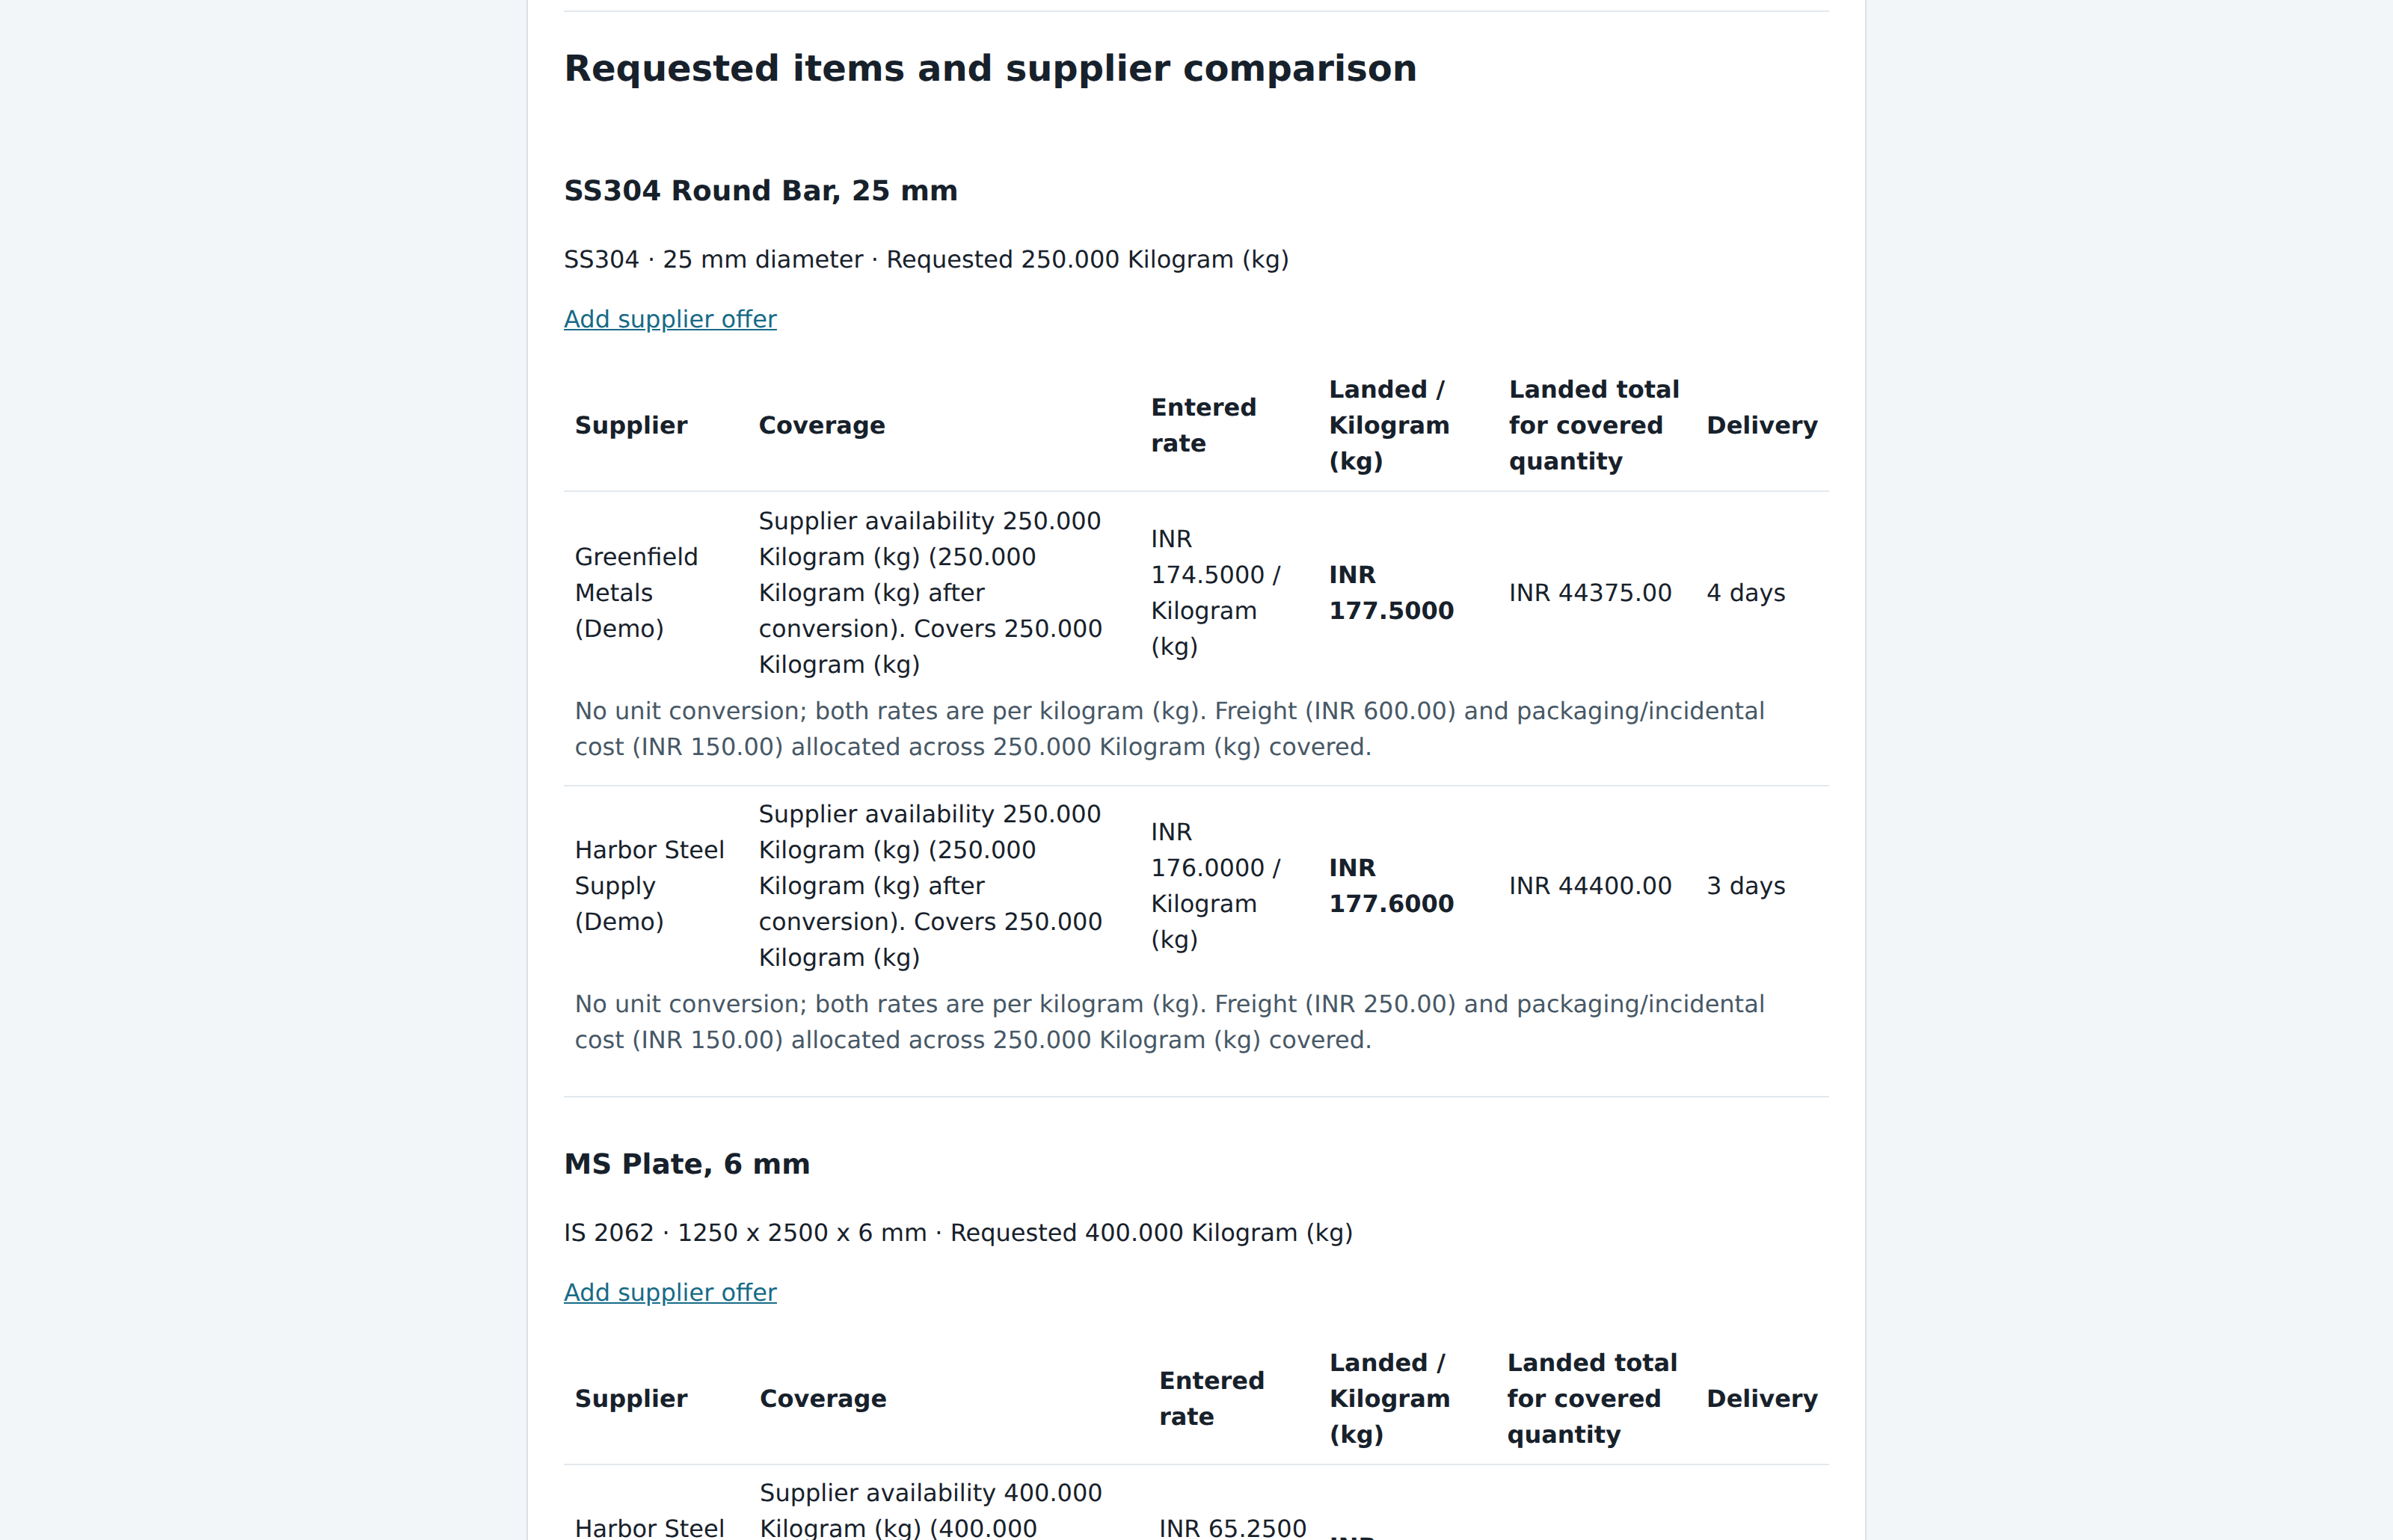 Requested items and supplier comparison
SS304 Round Bar, 25 mm
SS304 · 25 mm diameter · Requested 250.000 Kilogram (kg)
Add supplier offer
Supplier
Coverage
Entered
rate
Landed /
Kilogram
(kg)
Landed total
for covered
quantity
Delivery
Greenfield
Metals
(Demo)
Supplier availability 250.000
Kilogram (kg) (250.000
Kilogram (kg) after
conversion). Covers 250.000
Kilogram (kg)
INR
174.5000 /
Kilogram
(kg)
INR
177.5000
INR 44375.00
4 days
No unit conversion; both rates are per kilogram (kg). Freight (INR 600.00) and packaging/incidental
cost (INR 150.00) allocated across 250.000 Kilogram (kg) covered.
Harbor Steel
Supply
(Demo)
Supplier availability 250.000
Kilogram (kg) (250.000
Kilogram (kg) after
conversion). Covers 250.000
Kilogram (kg)
INR
176.0000 /
Kilogram
(kg)
INR
177.6000
INR 44400.00
3 days
No unit conversion; both rates are per kilogram (kg). Freight (INR 250.00) and packaging/incidental
cost (INR 150.00) allocated across 250.000 Kilogram (kg) covered.
MS Plate, 6 mm
IS 2062 · 1250 x 2500 x 6 mm · Requested 400.000 Kilogram (kg)
Add supplier offer
Supplier
Coverage
Entered
rate
Landed /
Kilogram
(kg)
Landed total
for covered
quantity
Delivery
Harbor Steel
Supplier availability 400.000
Kilogram (kg) (400.000
INR 65.2500